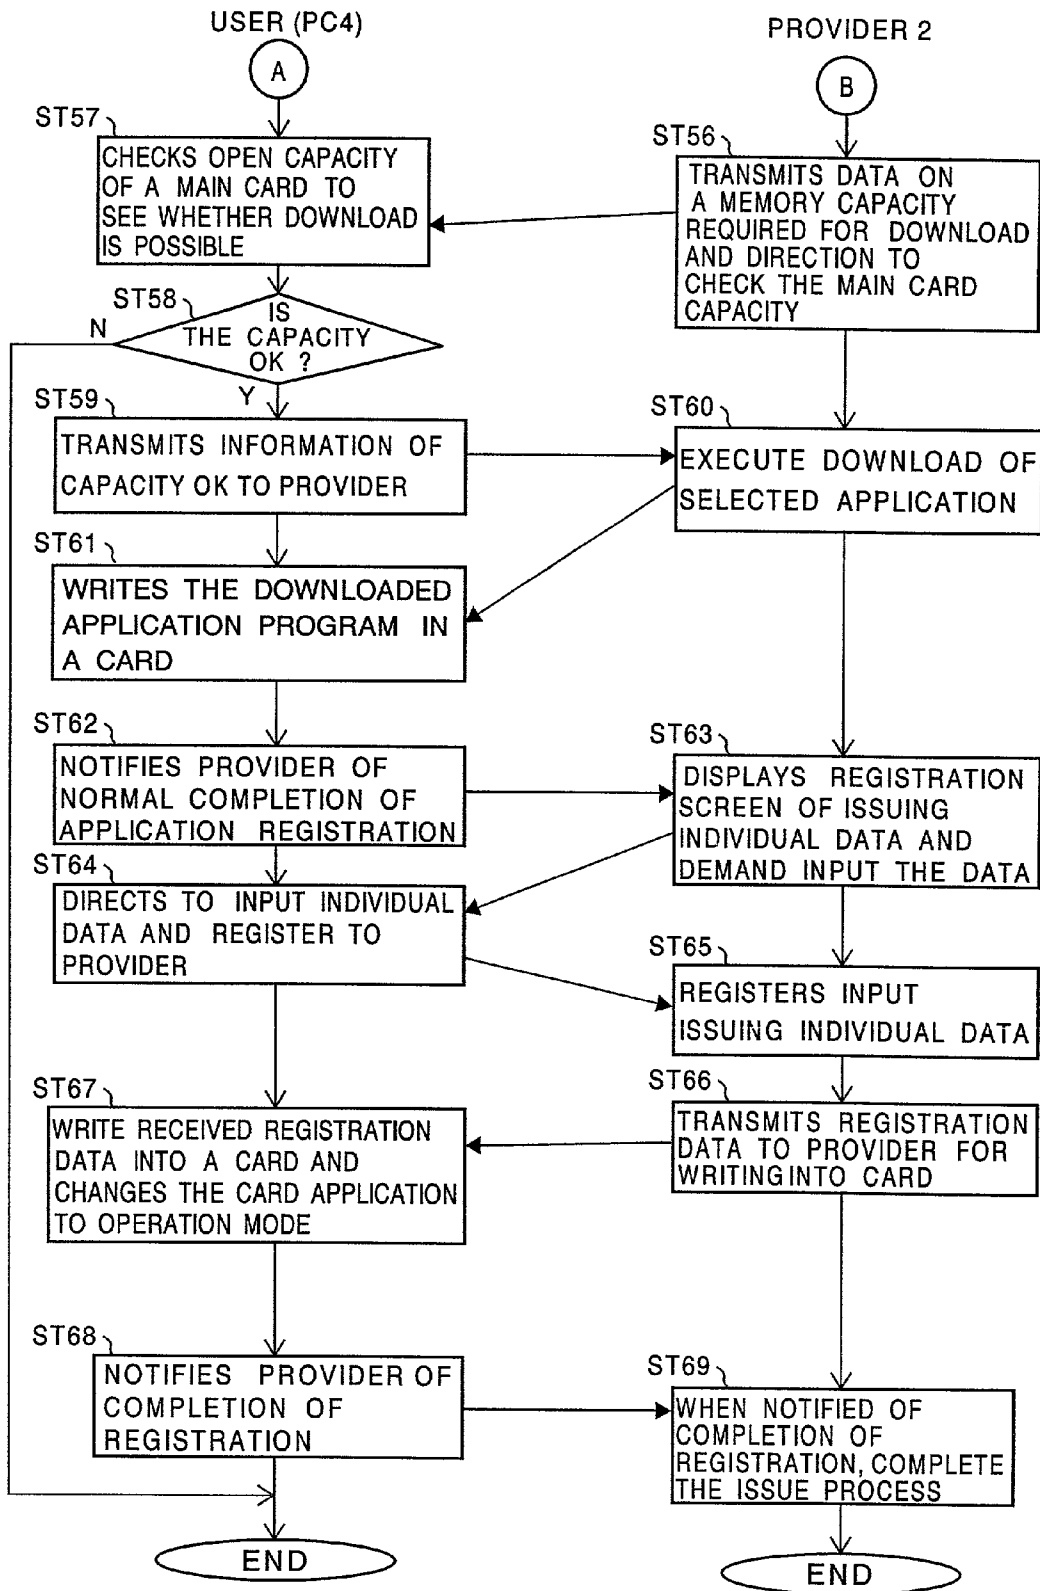 USER (PC4)
PROVIDER 2
A
B
ST57
CHECKS OPEN CAPACITY
OF A MAIN CARD TO
SEE WHETHER DOWNLOAD
IS POSSIBLE
ST56
TRANSMITS DATA ON
A MEMORY CAPACITY
REQUIRED FOR DOWNLOAD
AND DIRECTION TO
CHECK THE MAIN CARD
CAPACITY
ST58
IS
THE CAPACITY
OK ?
N
Y
ST59
TRANSMITS INFORMATION OF
CAPACITY OK TO PROVIDER
ST60
EXECUTE DOWNLOAD OF
SELECTED APPLICATION
ST61
WRITES THE DOWNLOADED
APPLICATION PROGRAM IN
A CARD
ST62
NOTIFIES PROVIDER OF
NORMAL COMPLETION OF
APPLICATION REGISTRATION
ST63
DISPLAYS REGISTRATION
SCREEN OF ISSUING
INDIVIDUAL DATA AND
DEMAND INPUT THE DATA
ST64
DIRECTS TO INPUT INDIVIDUAL
DATA AND REGISTER TO
PROVIDER
ST65
REGISTERS INPUT
ISSUING INDIVIDUAL DATA
ST66
TRANSMITS REGISTRATION
DATA TO PROVIDER FOR
WRITING INTO CARD
ST67
WRITE RECEIVED REGISTRATION
DATA INTO A CARD AND
CHANGES THE CARD APPLICATION
TO OPERATION MODE
ST68
NOTIFIES PROVIDER OF
COMPLETION OF
REGISTRATION
ST69
WHEN NOTIFIED OF
COMPLETION OF
REGISTRATION, COMPLETE
THE ISSUE PROCESS
END
END